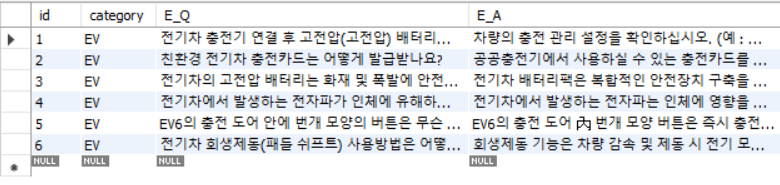 id category E_Q E_A
1 EV 전기차 충전기 연결 후 고전압(고전압) 배터리... 차량의 충전 관리 설정을 확인하십시오. (예 : ...
2 EV 친환경 전기차 충전카드는 어떻게 발급받나요? 공공충전기에서 사용하실 수 있는 충전카드를 ...
3 EV 전기차의 고전압 배터리는 화재 및 폭발에 안전... 전기차 배터리팩은 복합적인 안전장치 구축을 ...
4 EV 전기차에서 발생하는 전자파가 인체에 유해하... 전기차에서 발생하는 전자파는 인체에 영향을 ...
5 EV EV6의 충전 도어 안에 번개 모양의 버튼은 무슨 ... EV6의 충전 도어 內 번개 모양 버튼은 즉시 충전...
6 EV 전기차 회생제동(패들 쉬프트) 사용방법은 어떻... 회생제동 기능은 차량 감속 및 제동 시 전기 모...
NULL NULL NULL NULL